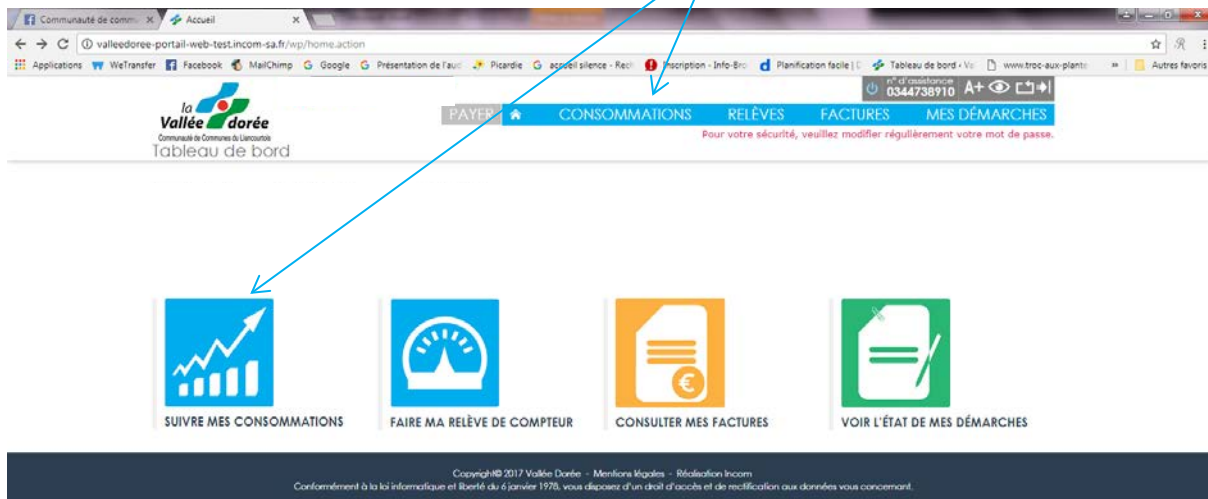 Communauté de comm
Accueil
valleedoree-portail-web-test.incom-sa.fr/wp/home.action
Applications WeTransfer Facebook MailChimp Google Présentation de l'au Picardie accueil silence - Rech Inscription - Info-Bro Planification facile | Tableau de bord - Va www.troc-aux-plante » Autres favoris
n° d'assistance
0344738910 A+
la
Vallée dorée
Communauté de Communes du Liancourtois
Tableau de bord
PAYER CONSOMMATIONS RELÈVES FACTURES MES DÉMARCHES
Pour votre sécurité, veuillez modifier régulièrement votre mot de passe.
SUIVRE MES CONSOMMATIONS FAIRE MA RELÈVE DE COMPTEUR CONSULTER MES FACTURES VOIR L'ÉTAT DE MES DÉMARCHES
Copyright© 2017 Vallée Dorée - Mentions légales - Réalisation Incom
Conformément à la loi informatique et liberté du 6 janvier 1978, vous disposez d'un droit d'accès et de rectification aux données vous concernant.